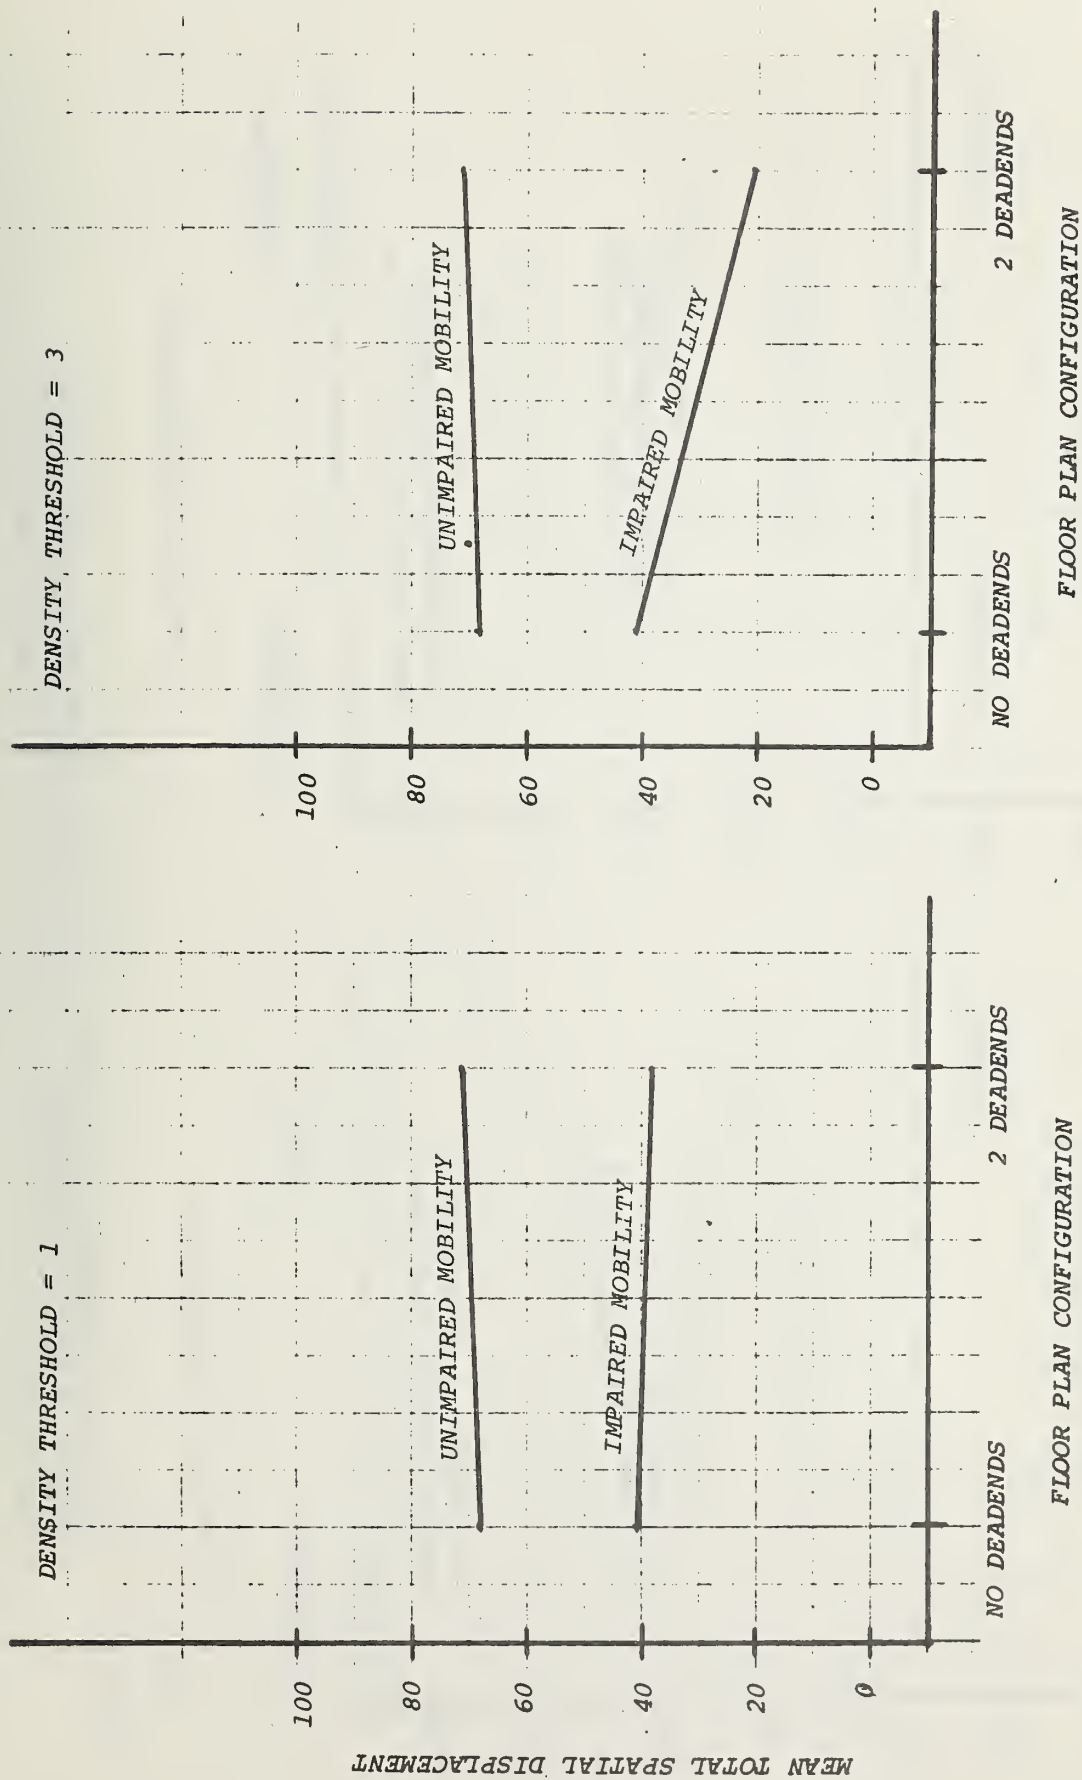 DENSITY THRESHOLD = 1
MEAN TOTAL SPATIAL DISPLACEMENT
100
80
60
40
20
0
UNIMPAIRED MOBILITY
IMPAIRED MOBILITY
NO DEADENDS
2 DEADENDS
FLOOR PLAN CONFIGURATION
DENSITY THRESHOLD = 3
100
80
60
40
20
0
UNIMPAIRED MOBILITY
IMPAIRED MOBILITY
NO DEADENDS
2 DEADENDS
FLOOR PLAN CONFIGURATION